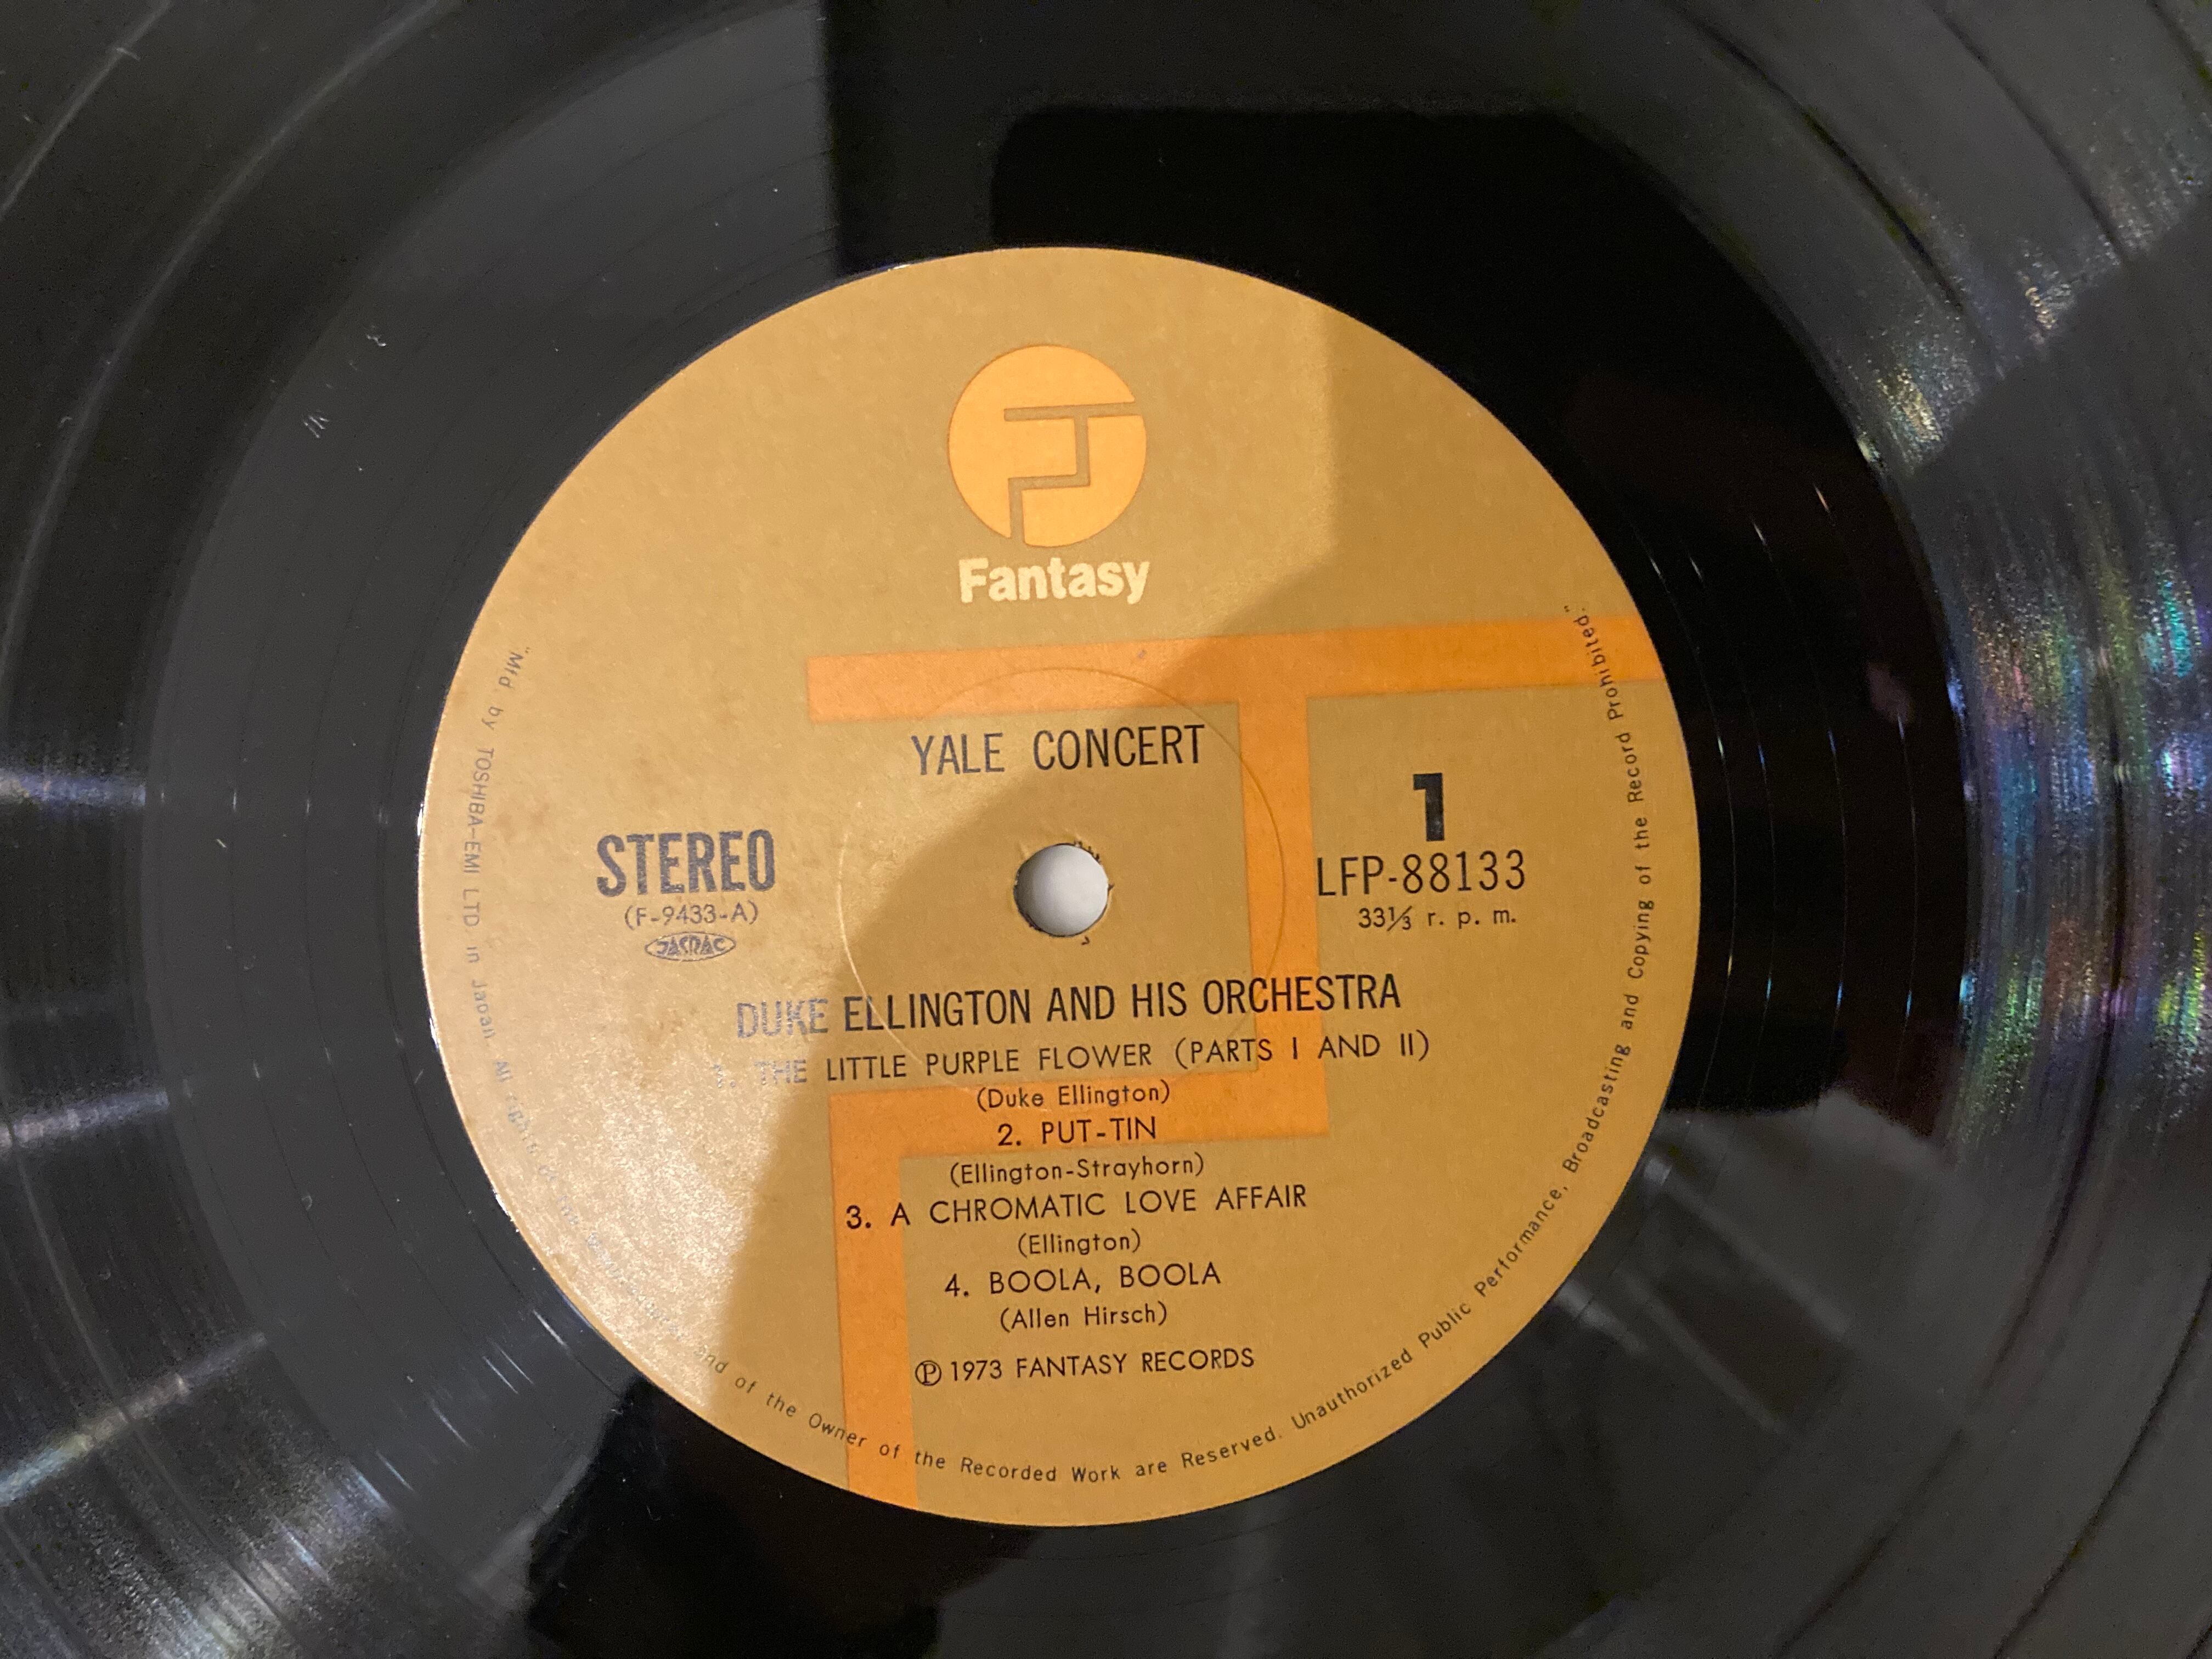 Fantasy
YALE CONCERT
STEREO
(F-9433-A)
JASRAC
1
LFP-88133
33⅓ r. p. m.
DUKE ELLINGTON AND HIS ORCHESTRA
THE LITTLE PURPLE FLOWER (PARTS I AND II)
(Duke Ellington)
2. PUT-TIN
(Ellington-Strayhorn)
3. A CHROMATIC LOVE AFFAIR
(Ellington)
4. BOOLA, BOOLA
(Allen Hirsch)
Ⓟ 1973 FANTASY RECORDS
"M'd by TOSHIBA-EMI LTD in Japan. All and of the Owner of the Recorded Work are Reserved. Unauthorized Public Performance, Broadcasting and Copying of the Record Prohibited."